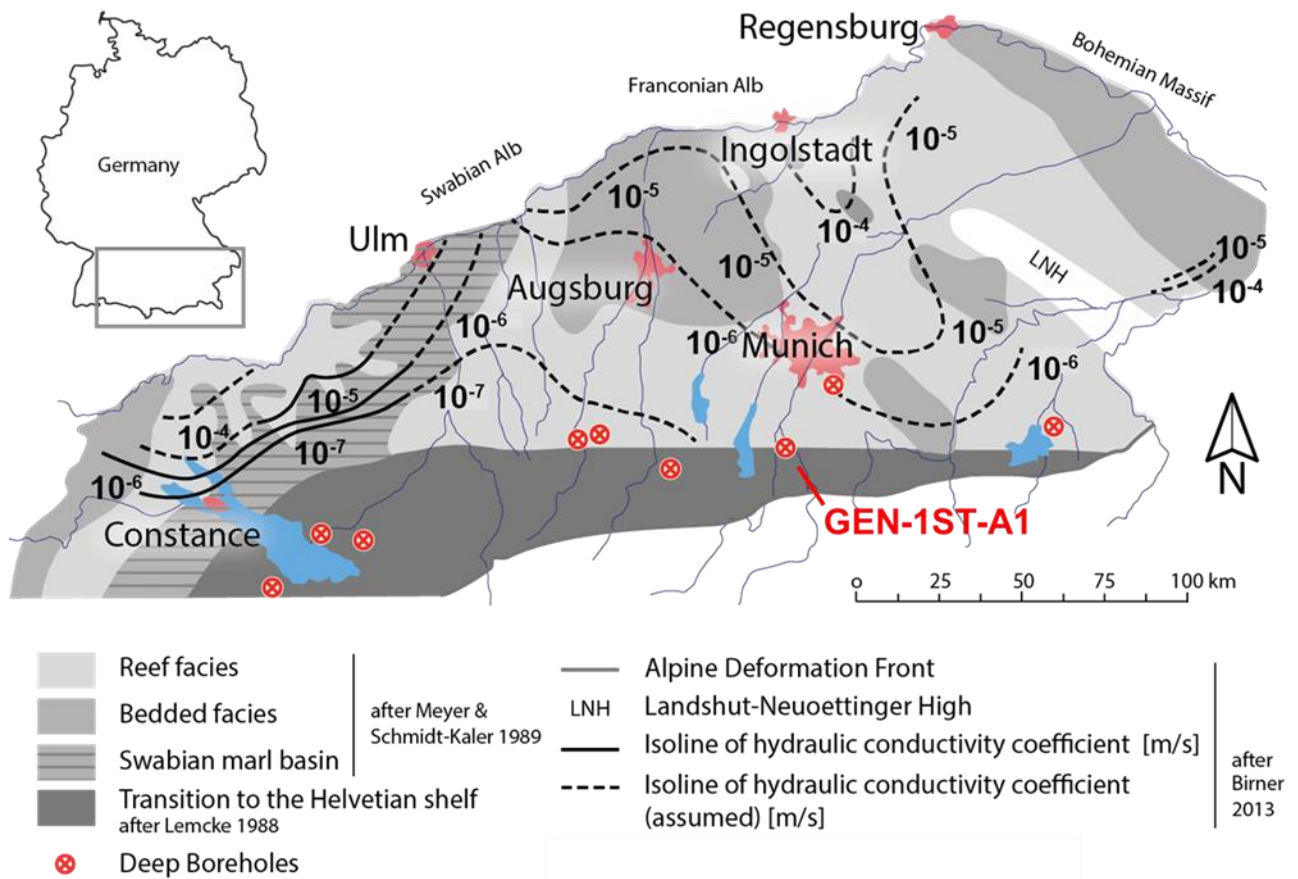 Regensburg
Bohemian Massif
Franconian Alb
Germany
Ingolstadt
10⁻⁵
Swabian Alb
10⁻⁵
10⁻⁴
Ulm
10⁻⁵
LNH
10⁻⁵
10⁻⁴
Augsburg
10⁻⁶
10⁻⁶
Munich
10⁻⁵
10⁻⁶
10⁻⁷
10⁻⁵
10⁻⁴
10⁻⁷
10⁻⁶
GEN-1ST-A1
Constance
N
0 25 50 75 100 km
Reef facies
Bedded facies
Swabian marl basin
after Meyer &
Schmidt-Kaler 1989
Transition to the Helvetian shelf
after Lemcke 1988
Deep Boreholes
Alpine Deformation Front
LNH Landshut-Neuoettinger High
Isoline of hydraulic conductivity coefficient [m/s]
Isoline of hydraulic conductivity coefficient
(assumed) [m/s]
after
Birner
2013